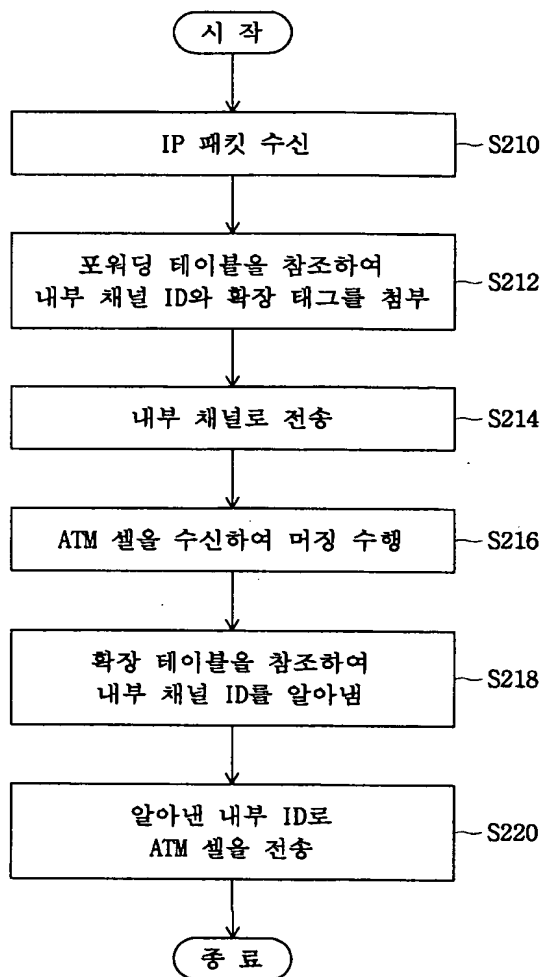 시 작
IP 패킷 수신
S210
포워딩 테이블을 참조하여
내부 채널 ID와 확장 태그를 첨부
S212
내부 채널로 전송
S214
ATM 셀을 수신하여 머징 수행
S216
확장 테이블을 참조하여
내부 채널 ID를 알아냄
S218
알아낸 내부 ID로
ATM 셀을 전송
S220
종 료